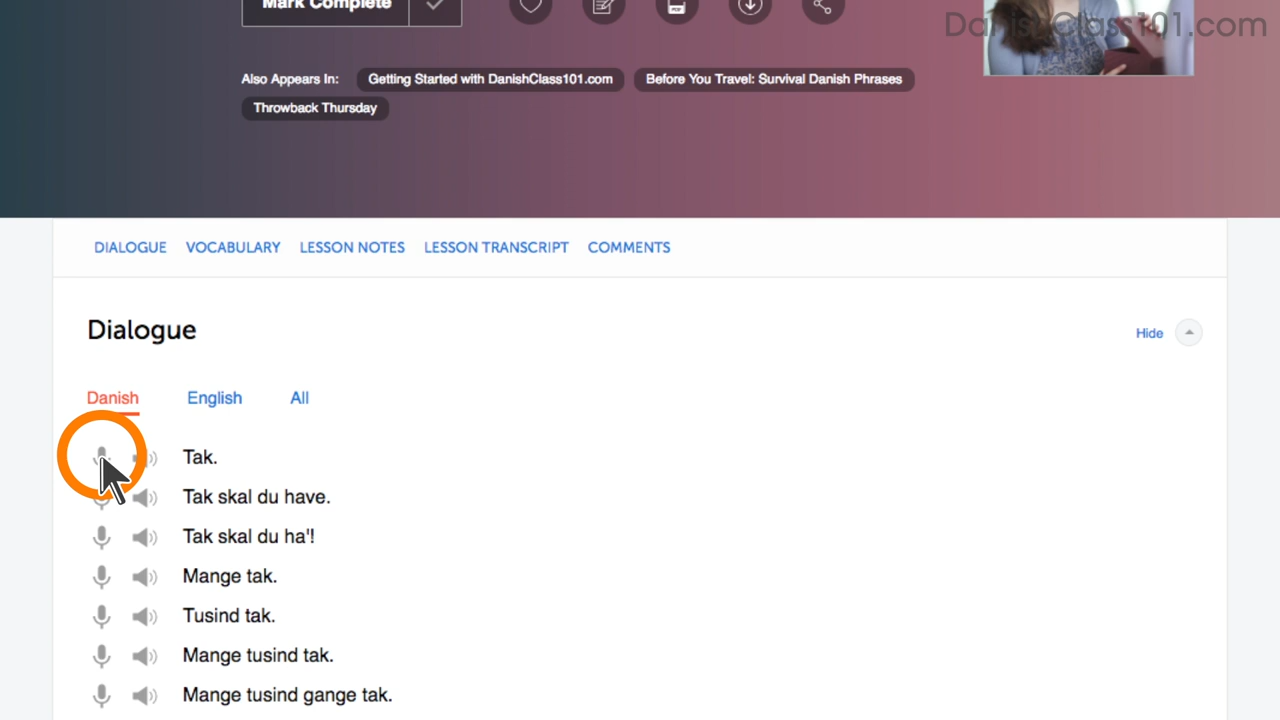 Mark Complete
DanishClass101.com
Also Appears In: Getting Started with DanishClass101.com Before You Travel: Survival Danish Phrases
Throwback Thursday
DIALOGUE VOCABULARY LESSON NOTES LESSON TRANSCRIPT COMMENTS
Dialogue
Hide
Danish English All
Tak.
Tak skal du have.
Tak skal du ha'!
Mange tak.
Tusind tak.
Mange tusind tak.
Mange tusind gange tak.